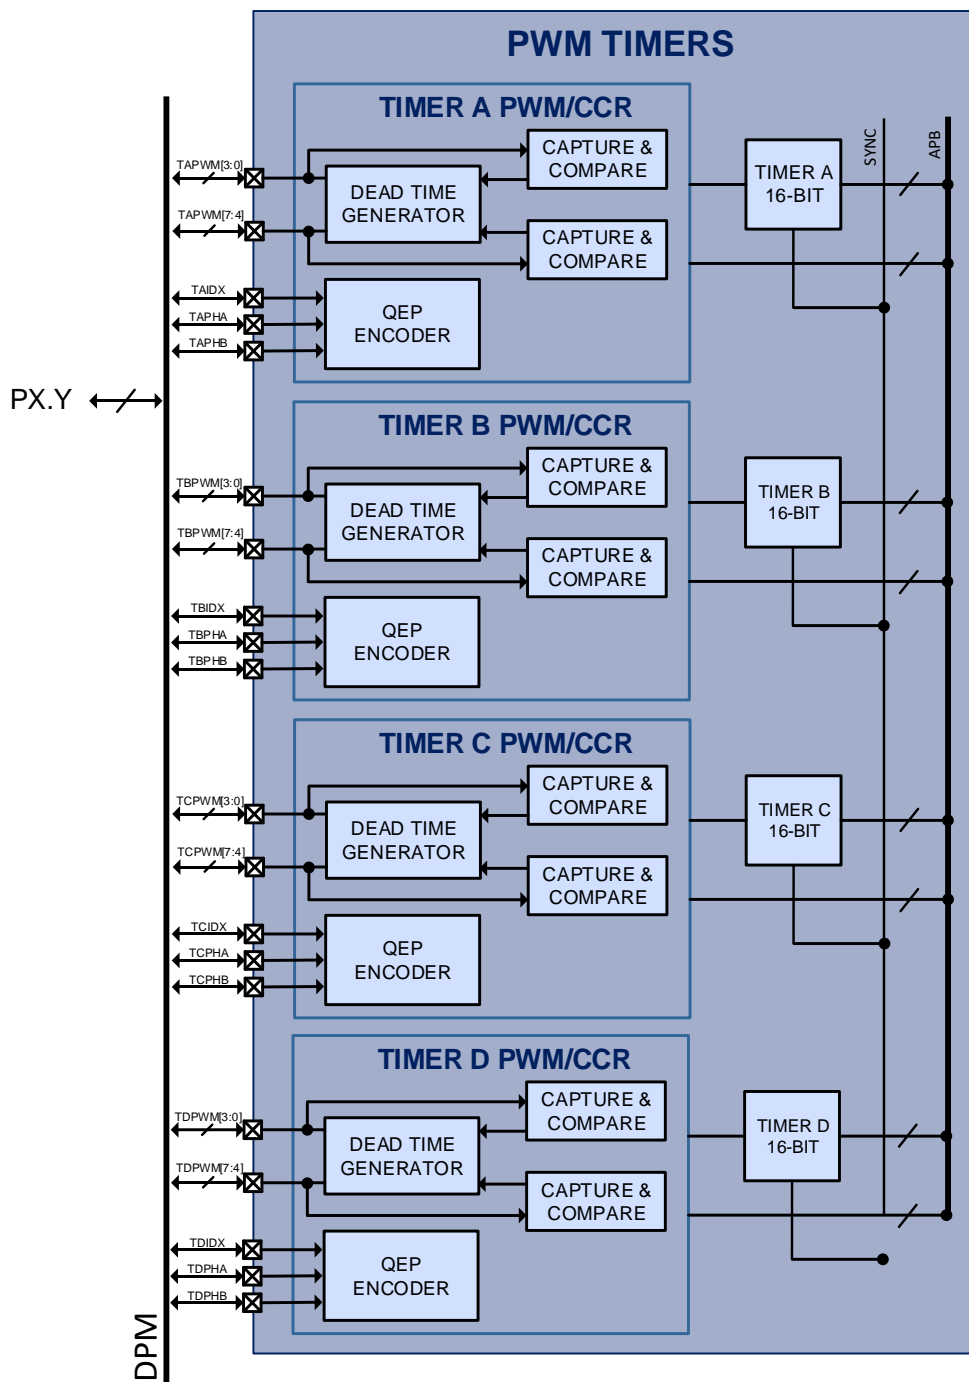 PWM TIMERS
TIMER A PWM/CCR
SYNC
APB
TAPWM[3:0]
CAPTURE &
COMPARE
TIMER A
16-BIT
DEAD TIME
GENERATOR
TAPWM[7:4]
CAPTURE &
COMPARE
TAIDX
TAPHA
TAPHB
QEP
ENCODER
PX.Y
TIMER B PWM/CCR
TBPWM[3:0]
CAPTURE &
COMPARE
TIMER B
16-BIT
DEAD TIME
GENERATOR
TBPWM[7:4]
CAPTURE &
COMPARE
TBIDX
TBPHA
TBPHB
QEP
ENCODER
TIMER C PWM/CCR
TCPWM[3:0]
CAPTURE &
COMPARE
TIMER C
16-BIT
DEAD TIME
GENERATOR
TCPWM[7:4]
CAPTURE &
COMPARE
TCIDX
TCPHA
TCPHB
QEP
ENCODER
TIMER D PWM/CCR
TDPWM[3:0]
CAPTURE &
COMPARE
TIMER D
16-BIT
DEAD TIME
GENERATOR
TDPWM[7:4]
CAPTURE &
COMPARE
TDIDX
TDPHA
TDPHB
QEP
ENCODER
DPM